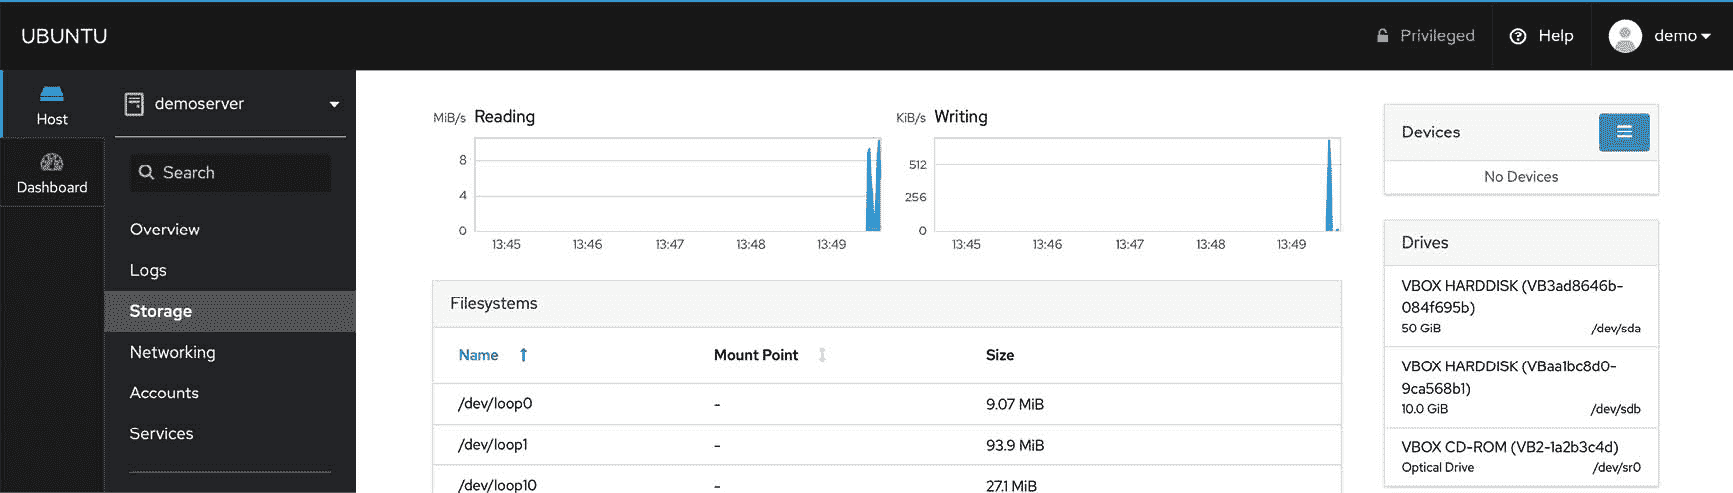 UBUNTU
Privileged
Help
demo
Host
Dashboard
demoserver
Search
Overview
Logs
Storage
Networking
Accounts
Services
MiB/s Reading
8
4
0
13:45 13:46 13:47 13:48 13:49
KiB/s Writing
512
256
0
13:45 13:46 13:47 13:48 13:49
Filesystems
Name Mount Point Size
/dev/loop0 - 9.07 MiB
/dev/loop1 - 93.9 MiB
/dev/loop10 - 27.1 MiB
Devices
No Devices
Drives
VBOX HARDDISK (VB3ad8646b-
084f695b)
50 GiB /dev/sda
VBOX HARDDISK (VBaa1bc8d0-
9ca568b1)
10.0 GiB /dev/sdb
VBOX CD-ROM (VB2-1a2b3c4d)
Optical Drive /dev/sr0